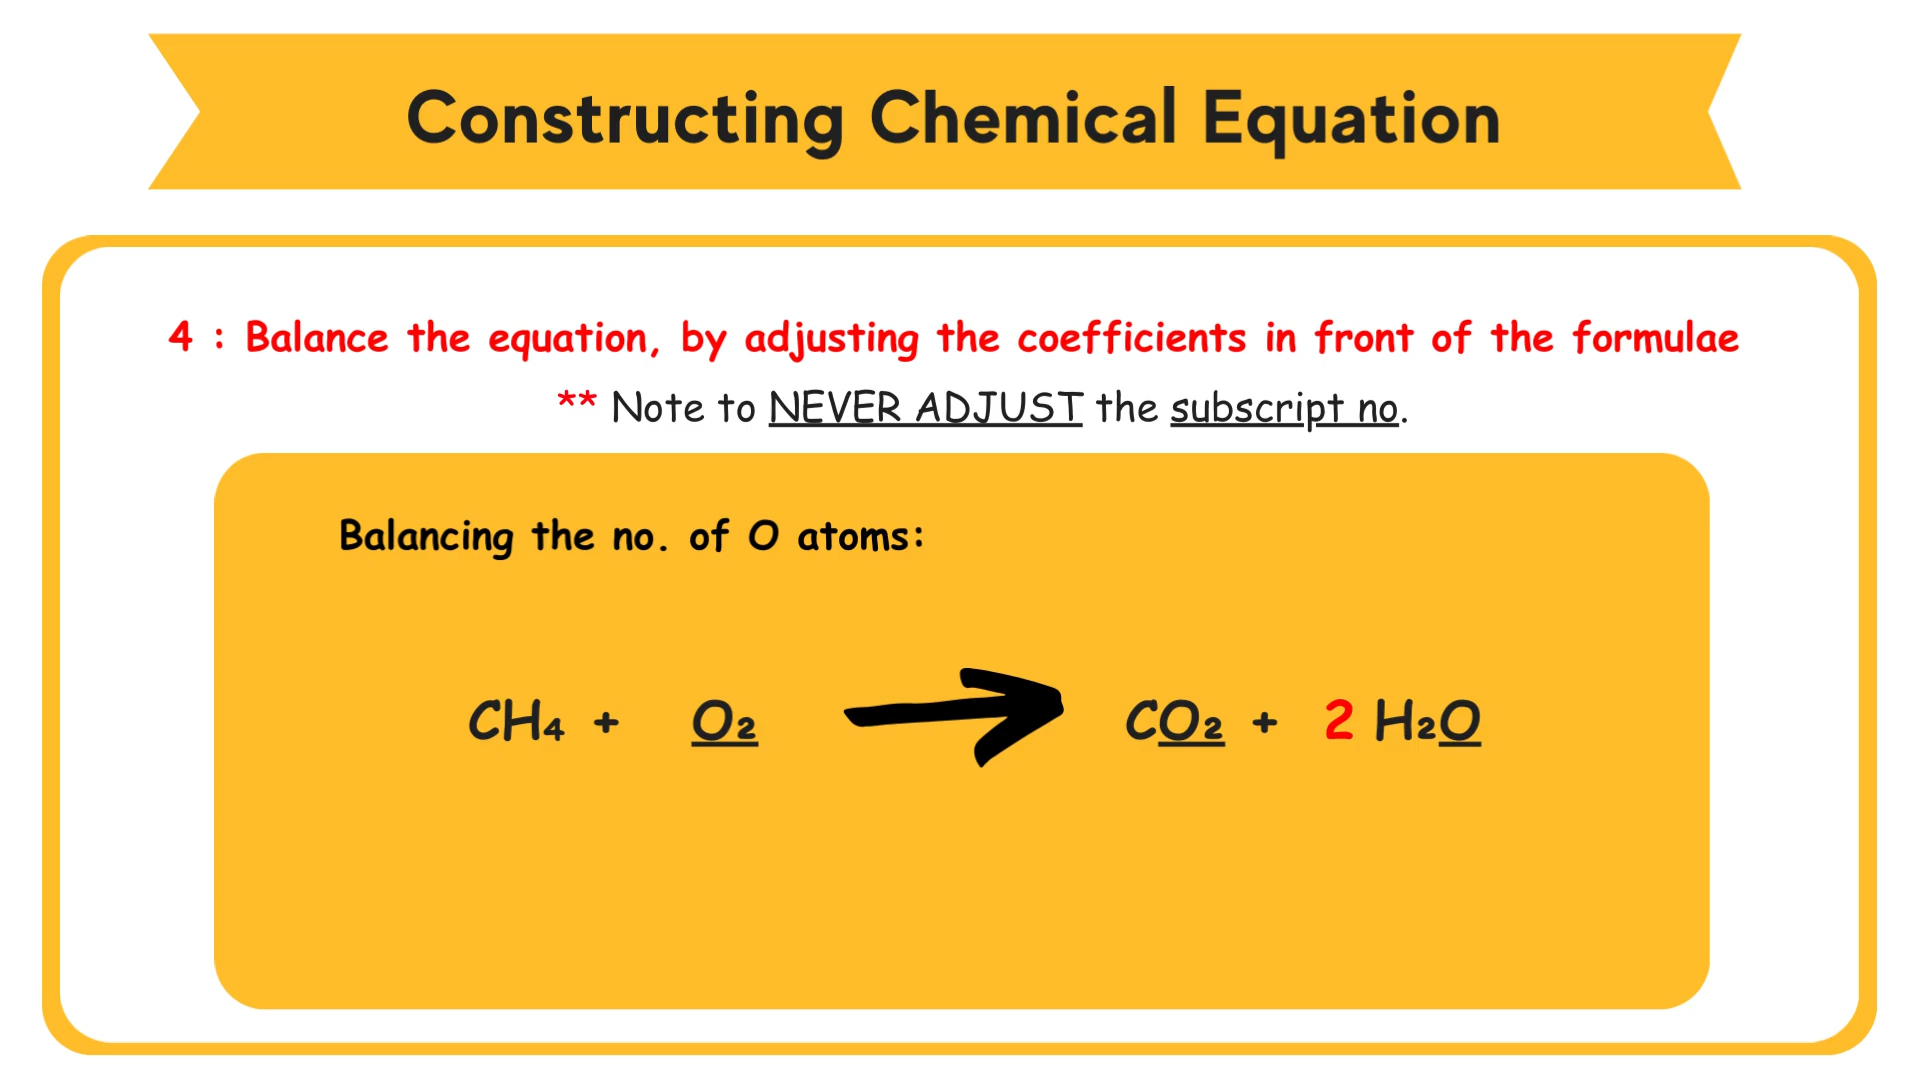 Constructing Chemical Equation
4 : Balance the equation, by adjusting the coefficients in front of the formulae
** Note to NEVER ADJUST the subscript no.
Balancing the no. of O atoms:
CH₄ + O₂ → CO₂ + 2 H₂O